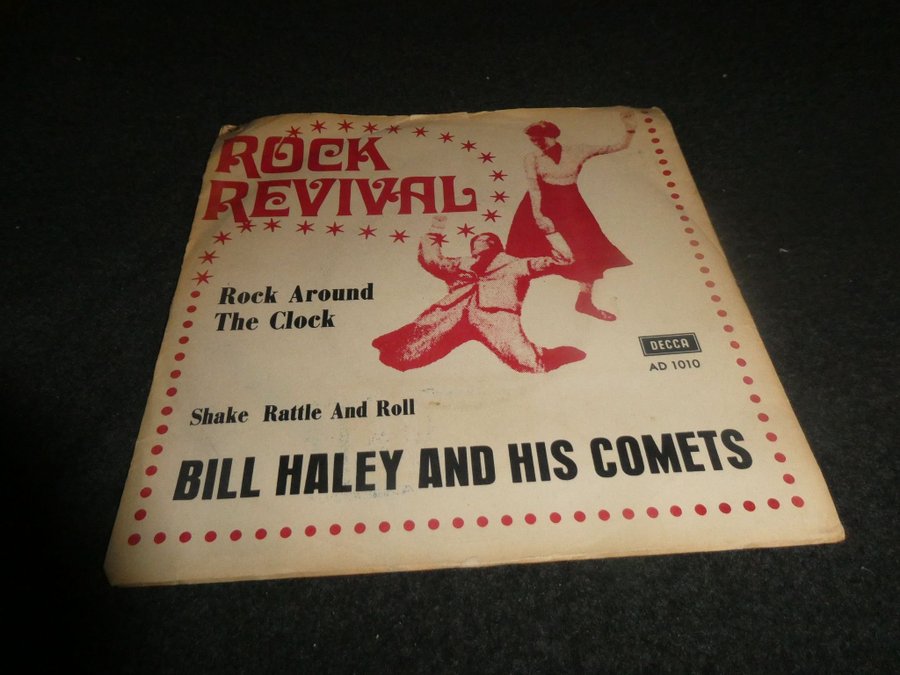 ROCK
REVIVAL
Rock Around
The Clock
DECCA
AD 1010
Shake Rattle And Roll
BILL HALEY AND HIS COMETS